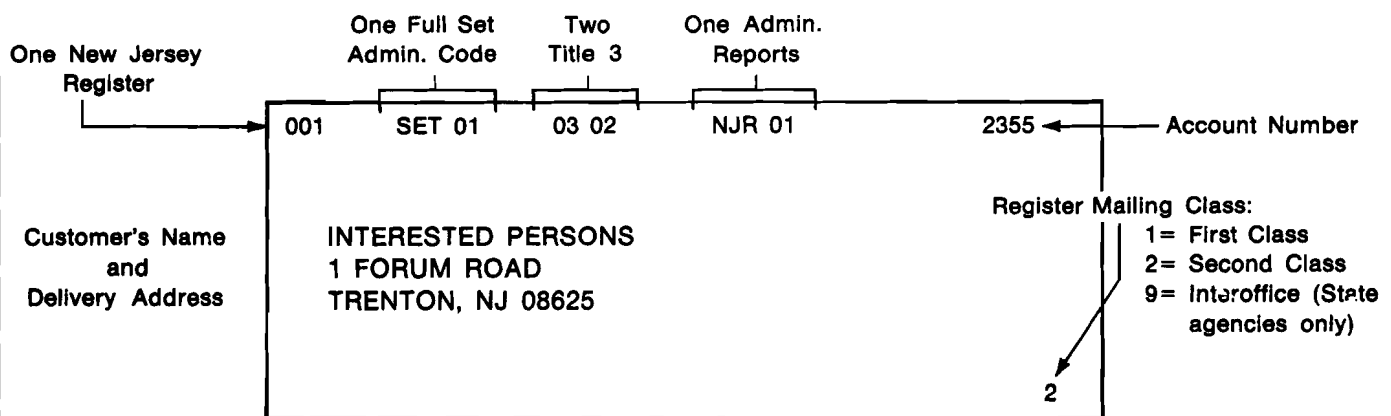 One Full Set
Admin. Code
Two
Title 3
One Admin.
Reports
One New Jersey
Register
001 SET 01 03 02 NJR 01 2355
Account Number
Customer's Name
and
Delivery Address
INTERESTED PERSONS
1 FORUM ROAD
TRENTON, NJ 08625
Register Mailing Class:
1= First Class
2= Second Class
9= Interoffice (State
agencies only)
2